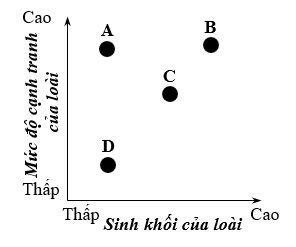 Cao
A
B
C
D
Mức độ cạnh tranh
của loài
Thấp
Thấp
Sinh khối của loài
Cao